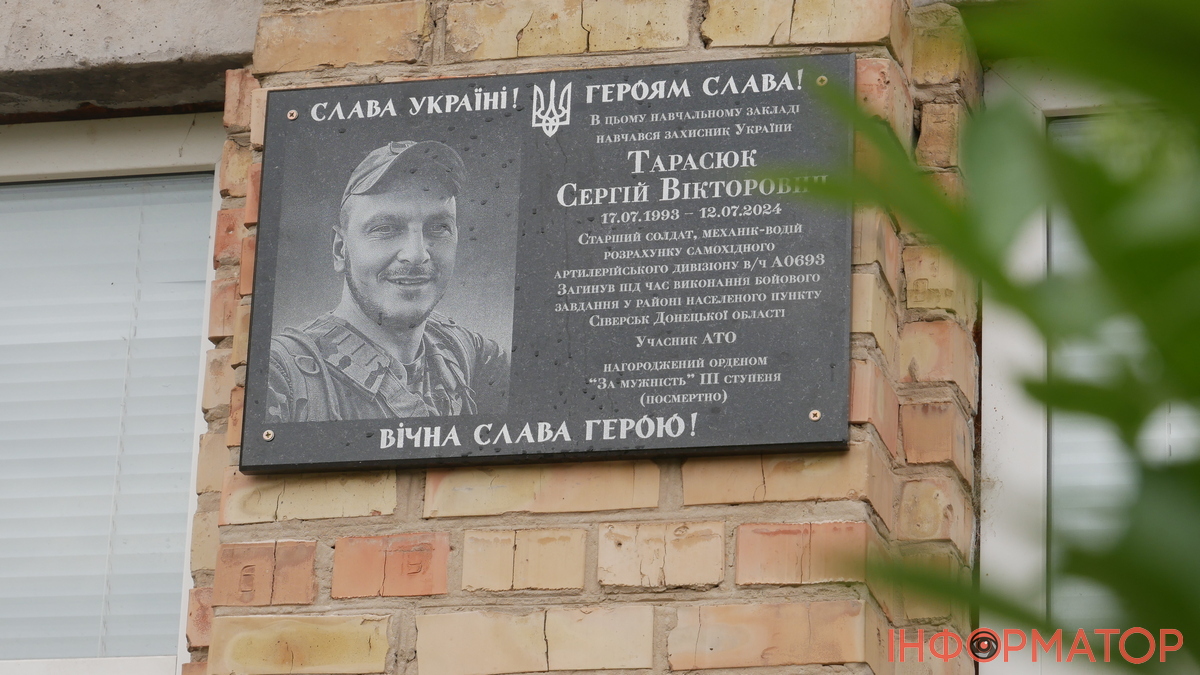 СЛАВА УКРАЇНІ! ГЕРОЯМ СЛАВА!
В ЦЬОМУ НАВЧАЛЬНОМУ ЗАКЛАДІ
НАВЧАВСЯ ЗАХИСНИК УКРАЇНИ
ТАРАСЮК
СЕРГІЙ ВІКТОРОВИЧ
17.07.1993 – 12.07.2024
СТАРШИЙ СОЛДАТ, МЕХАНІК-ВОДІЙ
РОЗРАХУНКУ САМОХІДНОГО
АРТИЛЕРІЙСЬКОГО ДИВІЗІОНУ В/Ч А0693
ЗАГИНУВ ПІД ЧАС ВИКОНАННЯ БОЙОВОГО
ЗАВДАННЯ У РАЙОНІ НАСЕЛЕНОГО ПУНКТУ
СІВЕРСЬК ДОНЕЦЬКОЇ ОБЛАСТІ
УЧАСНИК АТО
НАГОРОДЖЕНИЙ ОРДЕНОМ
“ЗА МУЖНІСТЬ” ІІІ СТУПЕНЯ
(ПОСМЕРТНО)
ВІЧНА СЛАВА ГЕРОЮ!
ІНФОРМАТОР